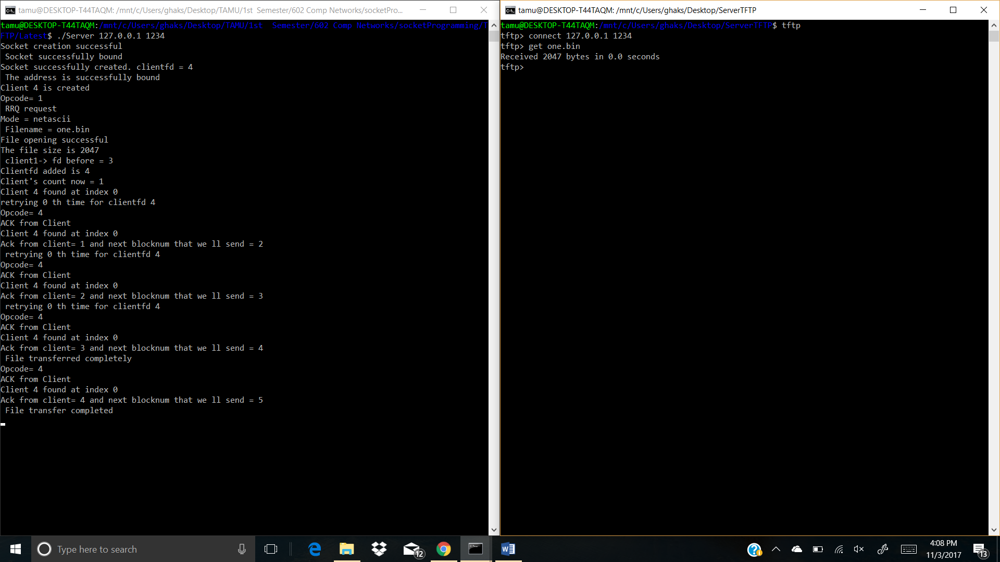 tamu@DESKTOP-T44TAQM: /mnt/c/Users/ghaks/Desktop/TAMU/1st  Semester/602 Comp Networks/socketPro...
tamu@DESKTOP-T44TAQM:/mnt/c/Users/ghaks/Desktop/TAMU/1st  Semester/602 Comp Networks/socketProgramming/T
FTP/Latest$ ./Server 127.0.0.1 1234
Socket creation successful
 Socket successfully bound
Socket successfully created. clientfd = 4
 The address is successfully bound
Client 4 is created
Opcode= 1
 RRQ request
Mode = netascii
 Filename = one.bin
File opening successful
The file size is 2047
 client1-> fd before = 3
Clientfd added is 4
Client's count now = 1
Client 4 found at index 0
retrying 0 th time for clientfd 4
Opcode= 4
ACK from Client
Client 4 found at index 0
Ack from client= 1 and next blocknum that we ll send = 2
 retrying 0 th time for clientfd 4
Opcode= 4
ACK from Client
Client 4 found at index 0
Ack from client= 2 and next blocknum that we ll send = 3
 retrying 0 th time for clientfd 4
Opcode= 4
ACK from Client
Client 4 found at index 0
Ack from client= 3 and next blocknum that we ll send = 4
 File transferred completely
Opcode= 4
ACK from Client
Client 4 found at index 0
Ack from client= 4 and next blocknum that we ll send = 5
 File transfer completed
tamu@DESKTOP-T44TAQM: /mnt/c/Users/ghaks/Desktop/ServerTFTP
tamu@DESKTOP-T44TAQM:/mnt/c/Users/ghaks/Desktop/ServerTFTP$ tftp
tftp> connect 127.0.0.1 1234
tftp> get one.bin
Received 2047 bytes in 0.0 seconds
tftp>
Type here to search
12
4:08 PM
11/3/2017
13